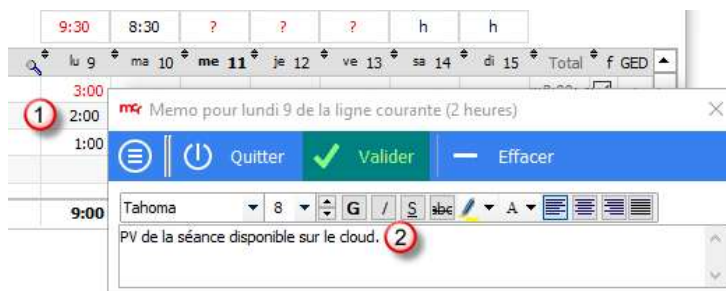 9:30 8:30 ? ? ? h h
lu 9 ma 10 me 11 je 12 ve 13 sa 14 di 15 Total f GED
3:00
1 2:00
mcr Memo pour lundi 9 de la ligne courante (2 heures)
1:00
Quitter Valider Effacer
9:00
Tahoma 8 G / S abc A
PV de la séance disponible sur le cloud. 2